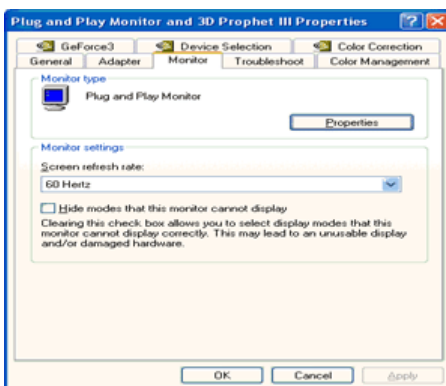 Plug and Play Monitor and 3D Prophet III Properties
GeForce3 Device Selection Color Correction
General Adapter Monitor Troubleshoot Color Management
Monitor type
Plug and Play Monitor
Properties
Monitor settings
Screen refresh rate:
60 Hertz
Hide modes that this monitor cannot display
Clearing this check box allows you to select display modes that this
monitor cannot display correctly. This may lead to an unusable display
and/or damaged hardware.
OK Cancel Apply